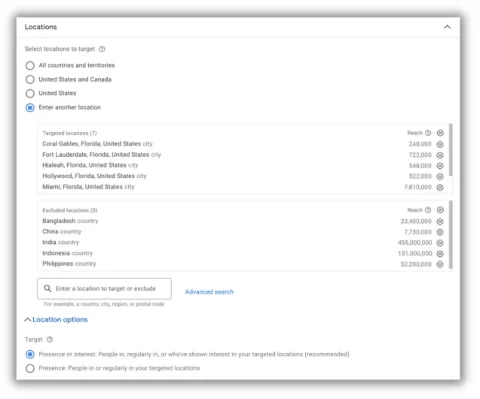 Locations
Select locations to target
All countries and territories
United States and Canada
United States
Enter another location
Targeted locations (7) Reach
Coral Gables, Florida, United States city 248,000
Fort Lauderdale, Florida, United States city 722,000
Hialeah, Florida, United States city 548,000
Hollywood, Florida, United States city 522,000
Miami, Florida, United States city 7,810,000
Excluded locations (5) Reach
Bangladesh country 33,400,000
China country 7,730,000
India country 455,000,000
Indonesia country 151,000,000
Philippines country 52,200,000
Enter a location to target or exclude Advanced search
For example, a country, city, region, or postal code
Location options
Target
Presence or interest: People in, regularly in, or who've shown interest in your targeted locations (recommended)
Presence: People in or regularly in your targeted locations